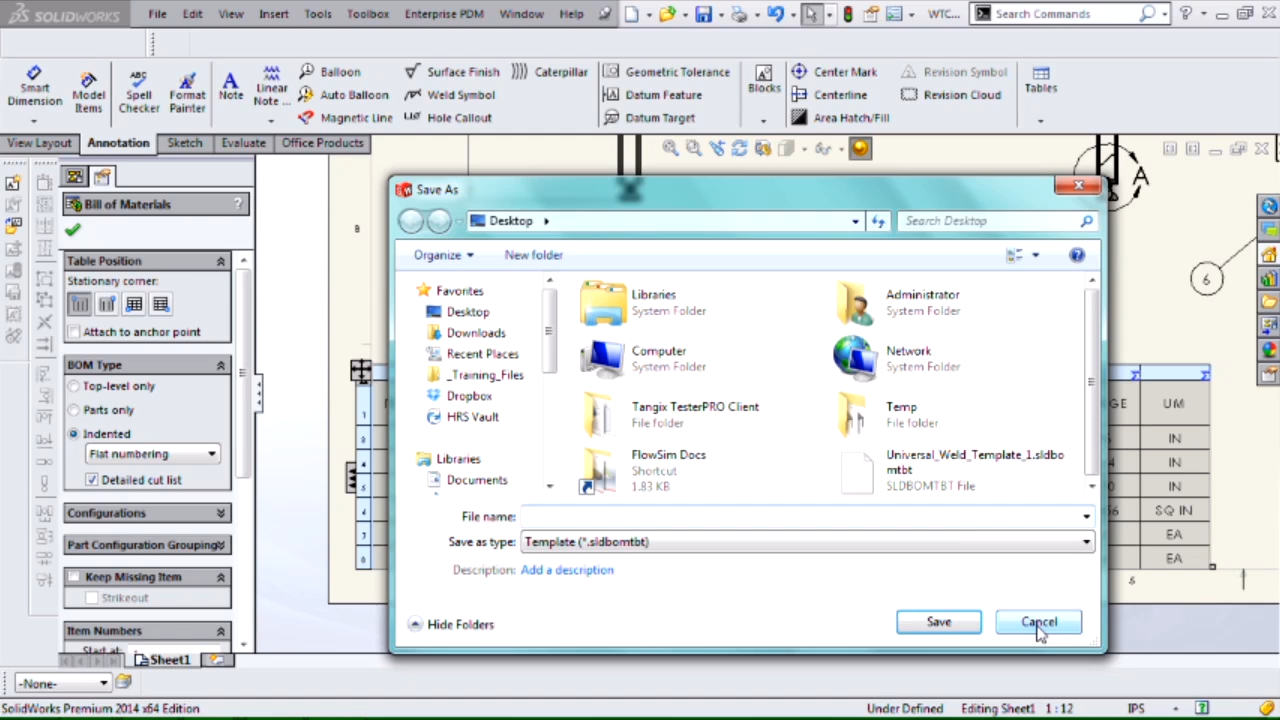 SOLIDWORKS File Edit View Insert Tools Toolbox Enterprise PDM Window Help WTC... Search Commands
Smart Dimension
Model Items
Spell Checker
Format Painter
Note
Linear Note ...
Balloon
Auto Balloon
Magnetic Line
Surface Finish
Weld Symbol
Hole Callout
Caterpillar
Geometric Tolerance
Datum Feature
Datum Target
Blocks
Center Mark
Centerline
Area Hatch/Fill
Revision Symbol
Revision Cloud
Tables
View Layout Annotation Sketch Evaluate Office Products
Bill of Materials ?
Table Position
Stationary corner:
Attach to anchor point
BOM Type
Top-level only
Parts only
Indented
Flat numbering
Detailed cut list
Configurations
Part Configuration Grouping
Keep Missing Item
Strikeout
Item Numbers
Start at:
Sheet1
-None-
Save As
Desktop
Search Desktop
Organize New folder
Favorites
Desktop
Downloads
Recent Places
_Training_Files
Dropbox
HRS Vault
Libraries
Documents
Libraries
System Folder
Administrator
System Folder
Computer
System Folder
Network
System Folder
Tangix TesterPRO Client
File folder
Temp
File folder
FlowSim Docs
Shortcut
1.83 KB
Universal_Weld_Template_1.sldbo
mtbt
SLDBOMTBT File
File name:
Save as type: Template (*.sldbomtbt)
Description: Add a description
Hide Folders
Save Cancel
B
A
6
GE UM
IN
IN
IN
SQ IN
EA
EA
6
SolidWorks Premium 2014 x64 Edition Under Defined Editing Sheet1 1 : 12 IPS